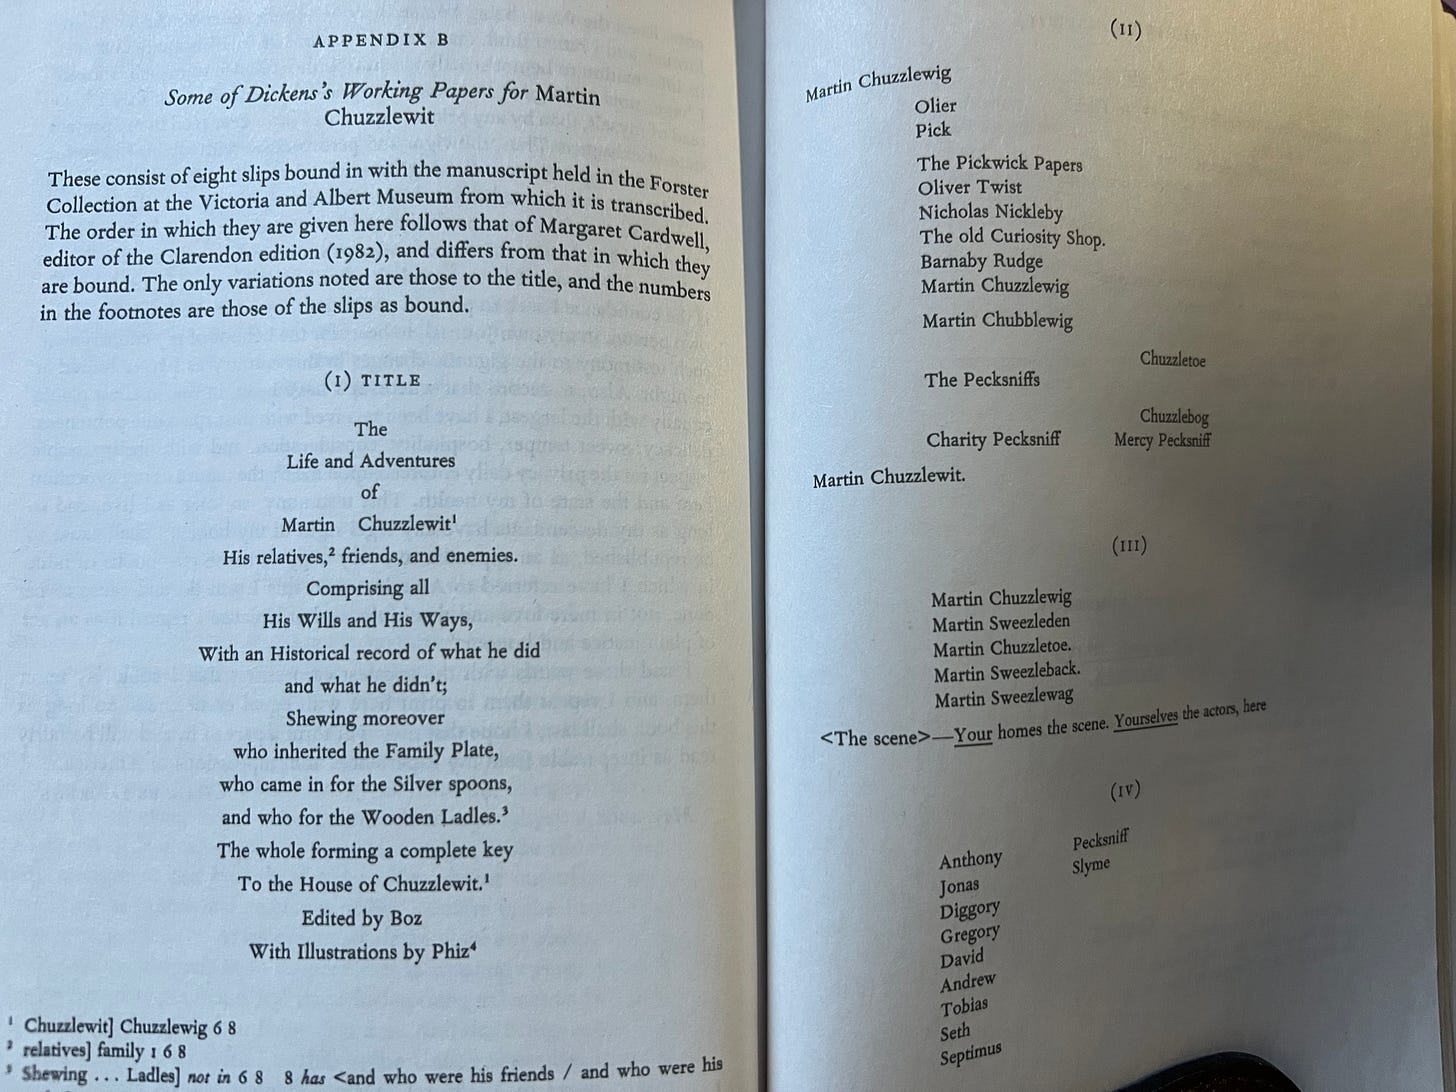 APPENDIX B
Some of Dickens's Working Papers for Martin
Chuzzlewit
These consist of eight slips bound in with the manuscript held in the Forster
Collection at the Victoria and Albert Museum from which it is transcribed.
The order in which they are given here follows that of Margaret Cardwell,
editor of the Clarendon edition (1982), and differs from that in which they
are bound. The only variations noted are those to the title, and the numbers
in the footnotes are those of the slips as bound.
(I) TITLE
The
Life and Adventures
of
Martin Chuzzlewit¹
His relatives,² friends, and enemies.
Comprising all
His Wills and His Ways,
With an Historical record of what he did
and what he didn't;
Shewing moreover
who inherited the Family Plate,
who came in for the Silver spoons,
and who for the Wooden Ladles.³
The whole forming a complete key
To the House of Chuzzlewit.¹
Edited by Boz
With Illustrations by Phiz⁴
¹ Chuzzlewit] Chuzzlewig 6 8
² relatives] family 1 6 8
³ Shewing ... Ladles] not in 6 8 8 has <and who were his friends / and who were his
(II)
Martin Chuzzlewig
Olier
Pick
The Pickwick Papers
Oliver Twist
Nicholas Nickleby
The old Curiosity Shop.
Barnaby Rudge
Martin Chuzzlewig
Martin Chubblewig
Chuzzletoe
The Pecksniffs
Chuzzlebog
Charity Pecksniff Mercy Pecksniff
Martin Chuzzlewit.
(III)
Martin Chuzzlewig
Martin Sweezleden
Martin Chuzzletoe.
Martin Sweezleback.
Martin Sweezlewag
<The scene>—Your homes the scene. Yourselves the actors, here
(IV)
Anthony Pecksniff
Jonas Slyme
Diggory
Gregory
David
Andrew
Tobias
Seth
Septimus